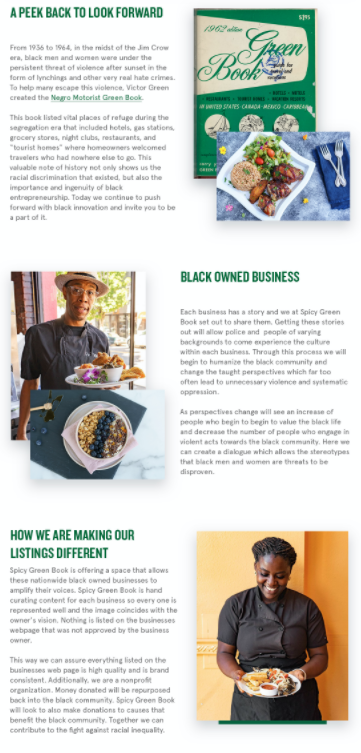 A PEEK BACK TO LOOK FORWARD
From 1936 to 1964, in the midst of the Jim Crow
era, black men and women were under the
persistent threat of violence after sunset in the
form of lynchings and other very real hate crimes.
To help many escape this violence, Victor Green
created the Negro Motorist Green Book.
This book listed vital places of refuge during the
segregation era that included hotels, gas stations,
grocery stores, night clubs, restaurants, and
"tourist homes" where homeowners welcomed
travelers who had nowhere else to go. This
valuable note of history not only shows us the
racial discrimination that existed, but also the
importance and ingenuity of black
entrepreneurship. Today we continue to push
forward with black innovation and invite you to be
a part of it.
$1.95
1962 edition
Green
Book
IN UNITED STATES CANADA MEXICO CARIBBEAN
BLACK OWNED BUSINESS
Each business has a story and we at Spicy Green
Book set out to share them. Getting these stories
out will allow police and people of varying
backgrounds to come experience the culture
within each business. Through this process we will
begin to humanize the black community and
change the taught perspectives which far too
often lead to unnecessary violence and systematic
oppression.
As perspectives change will see an increase of
people who begin to begin to value the black life
and decrease the number of people who engage in
violent acts towards the black community. Here we
can create a dialogue which allows the stereotypes
that black men and women are threats to be
disproven.
HOW WE ARE MAKING OUR
LISTINGS DIFFERENT
Spicy Green Book is offering a space that allows
these nationwide black owned businesses to
amplify their voices. Spicy Green Book is hand
curating content for each business so every one is
represented well and the image coincides with the
owner's vision. Nothing is listed on the businesses
webpage that was not approved by the business
owner.
This way we can assure everything listed on the
businesses web page is high quality and is brand
consistent. Additionally, we are a nonprofit
organization. Money donated will be repurposed
back into the black community. Spicy Green Book
will look to also make donations to causes that
benefit the black community. Together we can
contribute to the fight against racial inequality.